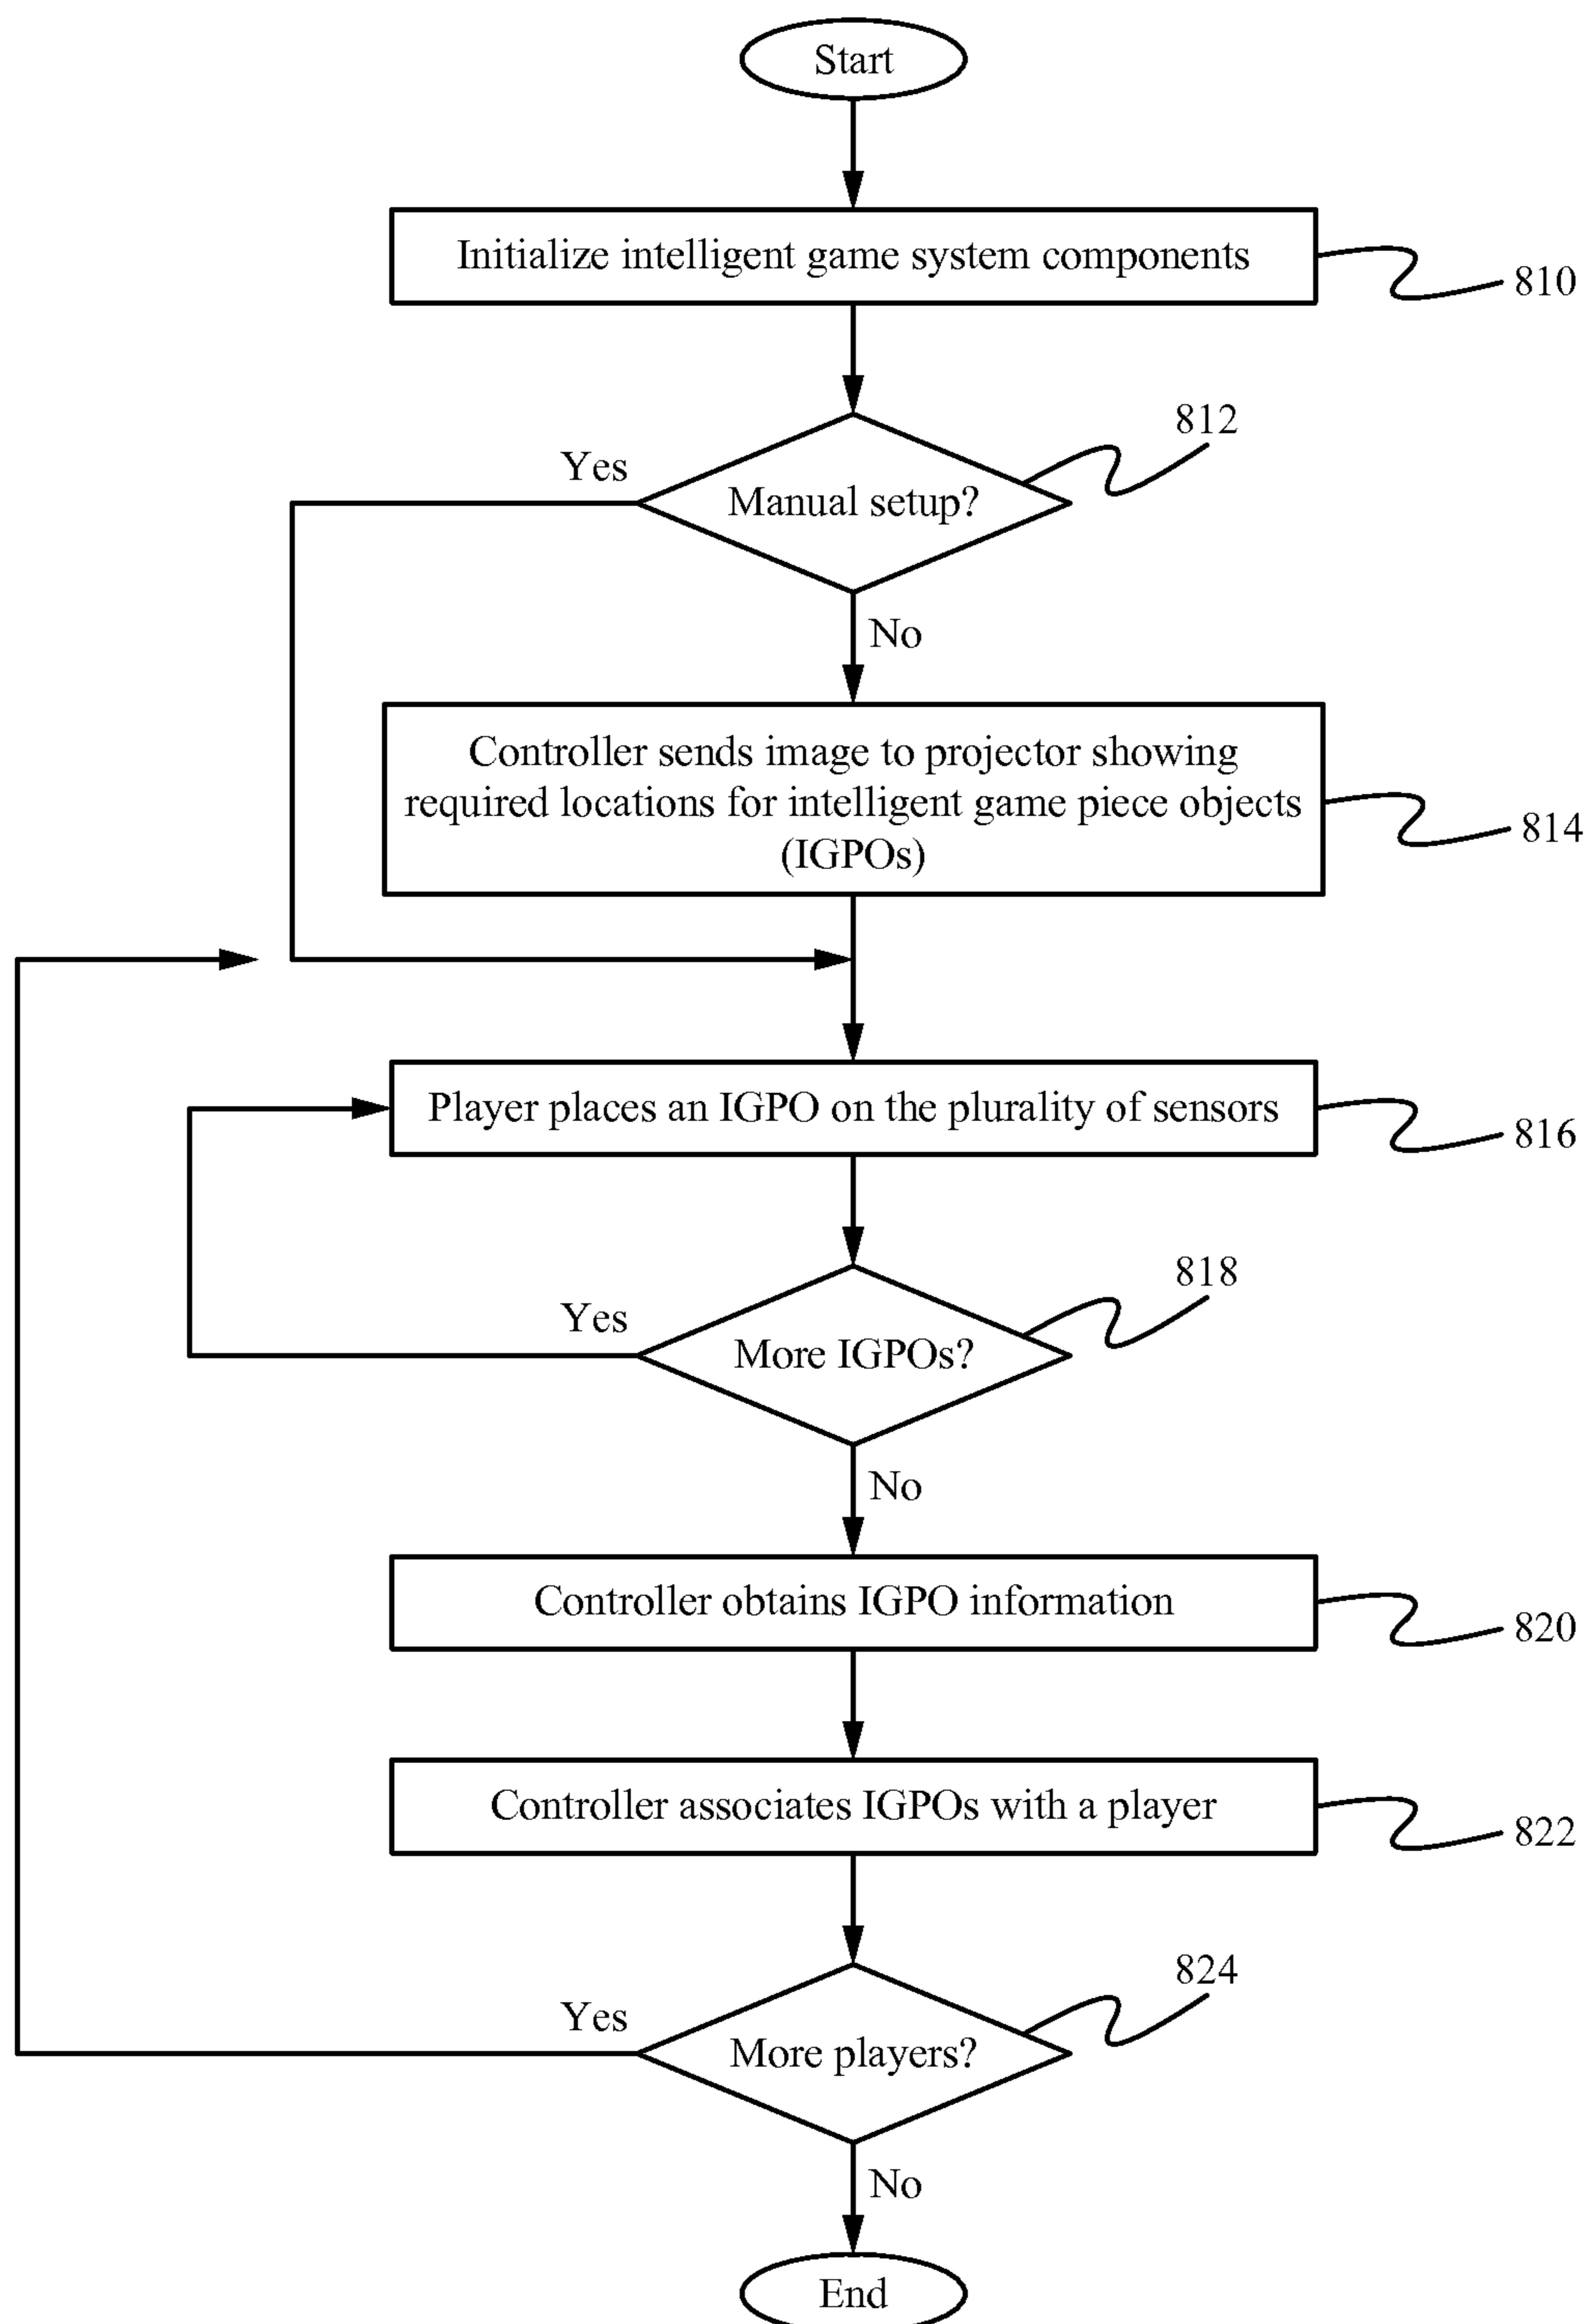 Start
Initialize intelligent game system components
810
812
Yes
Manual setup?
No
Controller sends image to projector showing
required locations for intelligent game piece objects
(IGPOs)
814
Player places an IGPO on the plurality of sensors
816
818
Yes
More IGPOs?
No
Controller obtains IGPO information
820
Controller associates IGPOs with a player
822
824
Yes
More players?
No
End